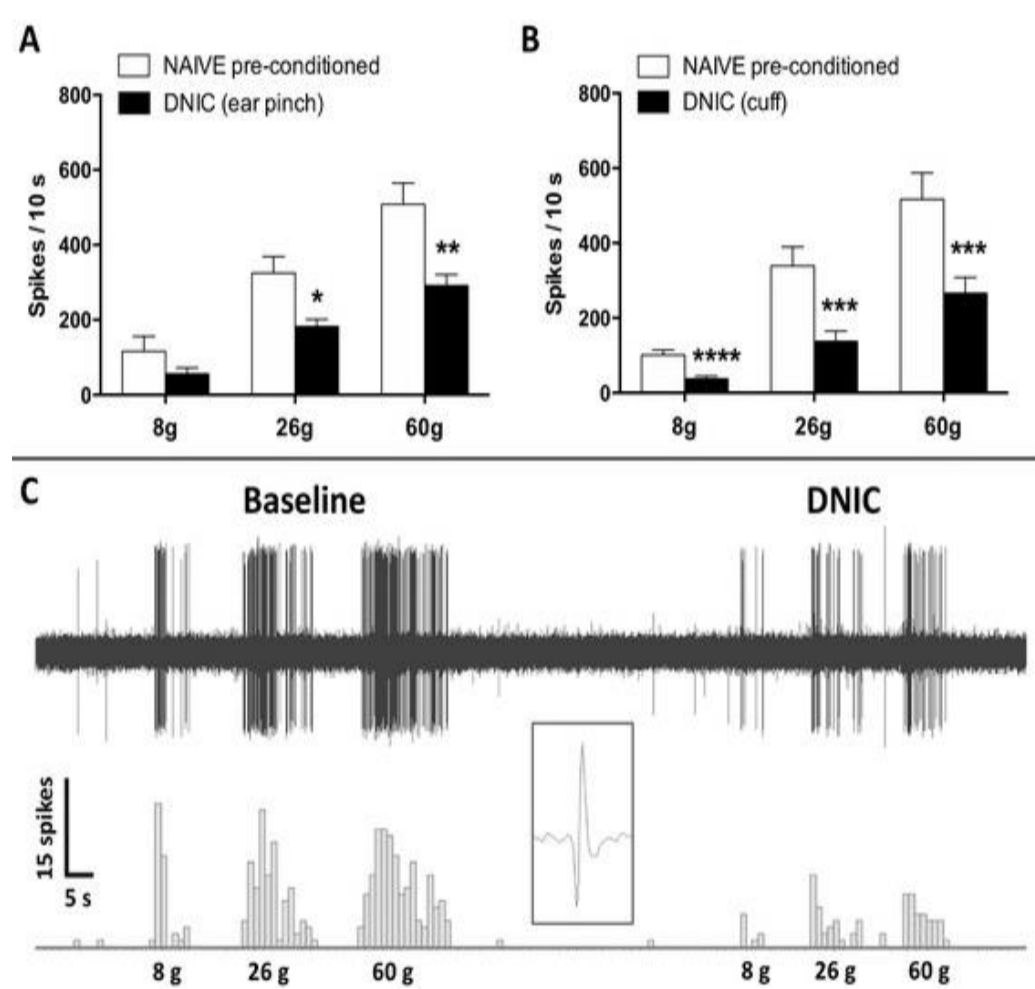 A
NAIVE pre-conditioned
DNIC (ear pinch)
Spikes / 10 s
800
600
400
200
0
*
**
8g
26g
60g
B
NAIVE pre-conditioned
DNIC (cuff)
Spikes / 10 s
800
600
400
200
0
****
***
***
8g
26g
60g
C
Baseline
DNIC
15 spikes
5 s
8 g
26 g
60 g
8 g
26 g
60 g